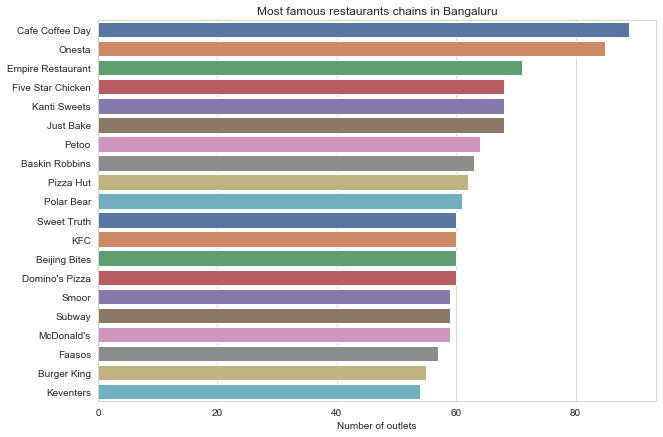 Most famous restaurants chains in Bangaluru
Cafe Coffee Day
Onesta
Empire Restaurant
Five Star Chicken
Kanti Sweets
Just Bake
Petoo
Baskin Robbins
Pizza Hut
Polar Bear
Sweet Truth
KFC
Beijing Bites
Domino's Pizza
Smoor
Subway
McDonald's
Faasos
Burger King
Keventers
0 20 40 60 80
Number of outlets